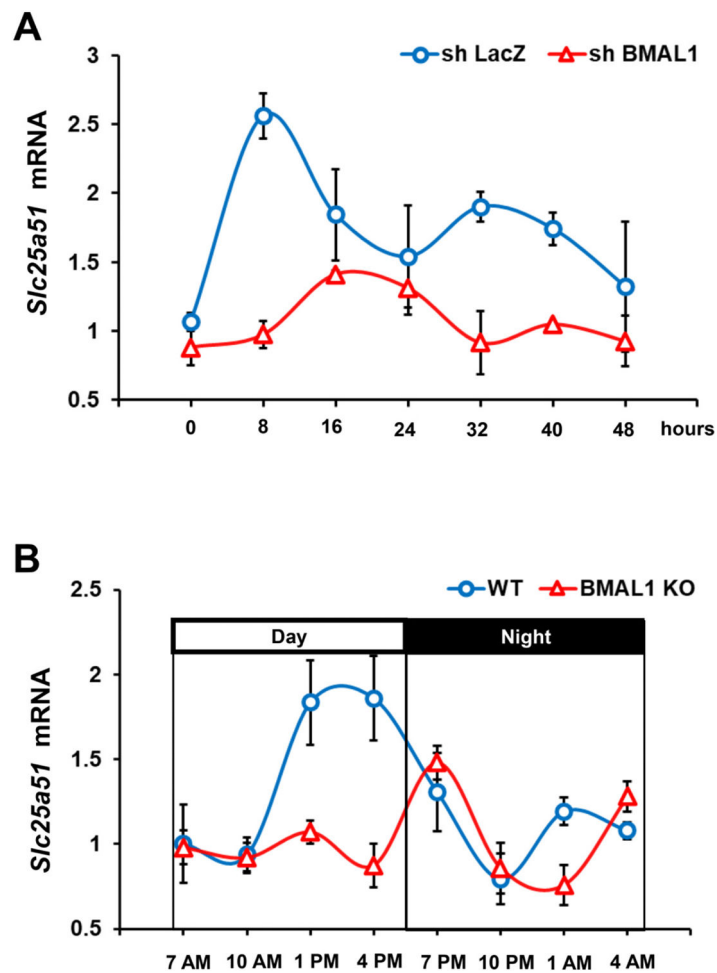 A
sh LacZ sh BMAL1
Slc25a51 mRNA
3
2.5
2
1.5
1
0.5
0 8 16 24 32 40 48 hours
B
WT BMAL1 KO
Slc25a51 mRNA
2.5
Day Night
2
1.5
1
0.5
7 AM 10 AM 1 PM 4 PM 7 PM 10 PM 1 AM 4 AM